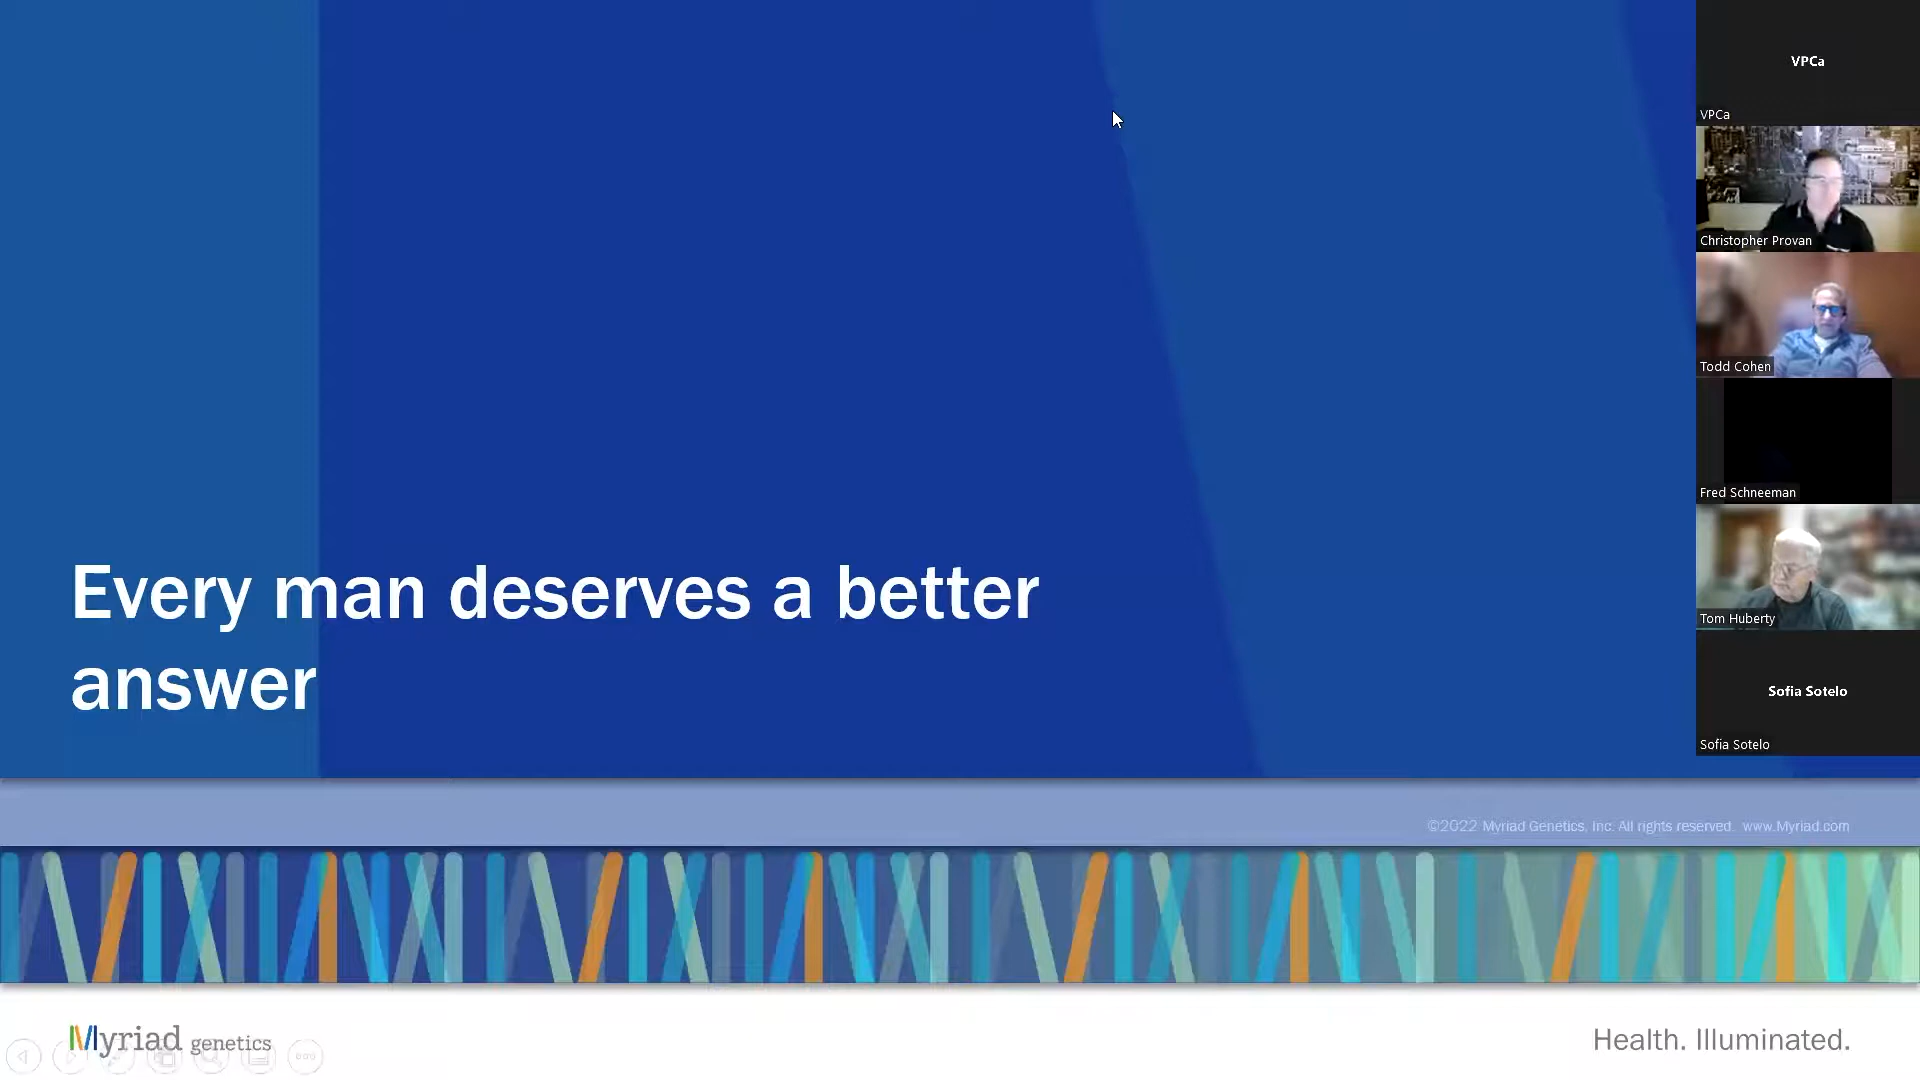 VPCa
VPCa
Christopher Provan
Todd Cohen
Fred Schneeman
Tom Huberty
Sofia Sotelo
Sofia Sotelo
Every man deserves a better
answer
©2022 Myriad Genetics, Inc. All rights reserved. www.Myriad.com
Myriad genetics
Health. Illuminated.